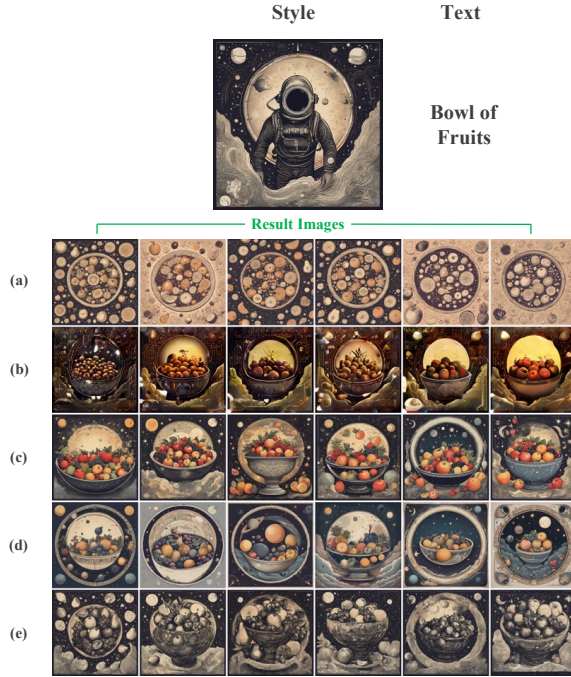 Style Text
Bowl of
Fruits
Result Images
(a)
(b)
(c)
(d)
(e)